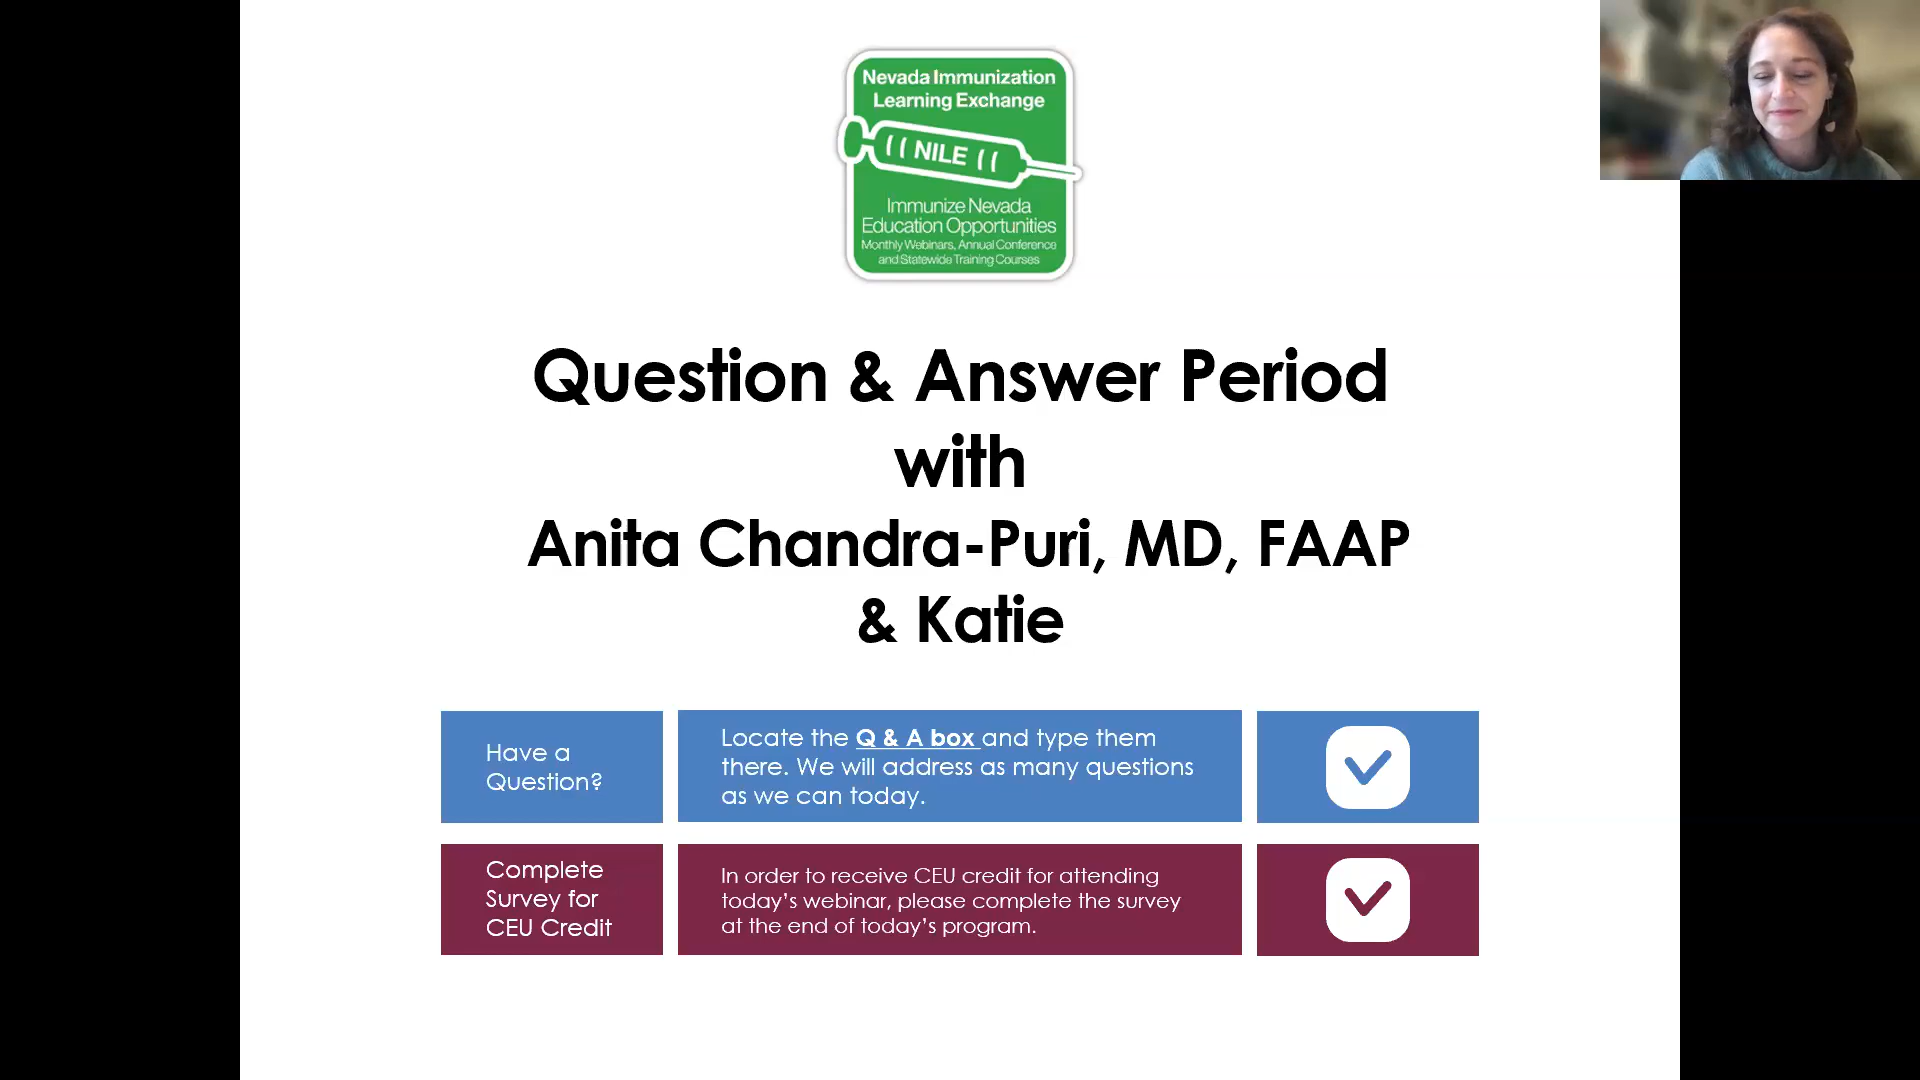 Nevada Immunization
Learning Exchange
NILE
Immunize Nevada
Education Opportunities
Monthly Webinars, Annual Conference
and Statewide Training Courses
Question & Answer Period
with
Anita Chandra-Puri, MD, FAAP
& Katie
Have a
Question?
Locate the Q & A box and type them
there. We will address as many questions
as we can today.
Complete
Survey for
CEU Credit
In order to receive CEU credit for attending
today's webinar, please complete the survey
at the end of today's program.